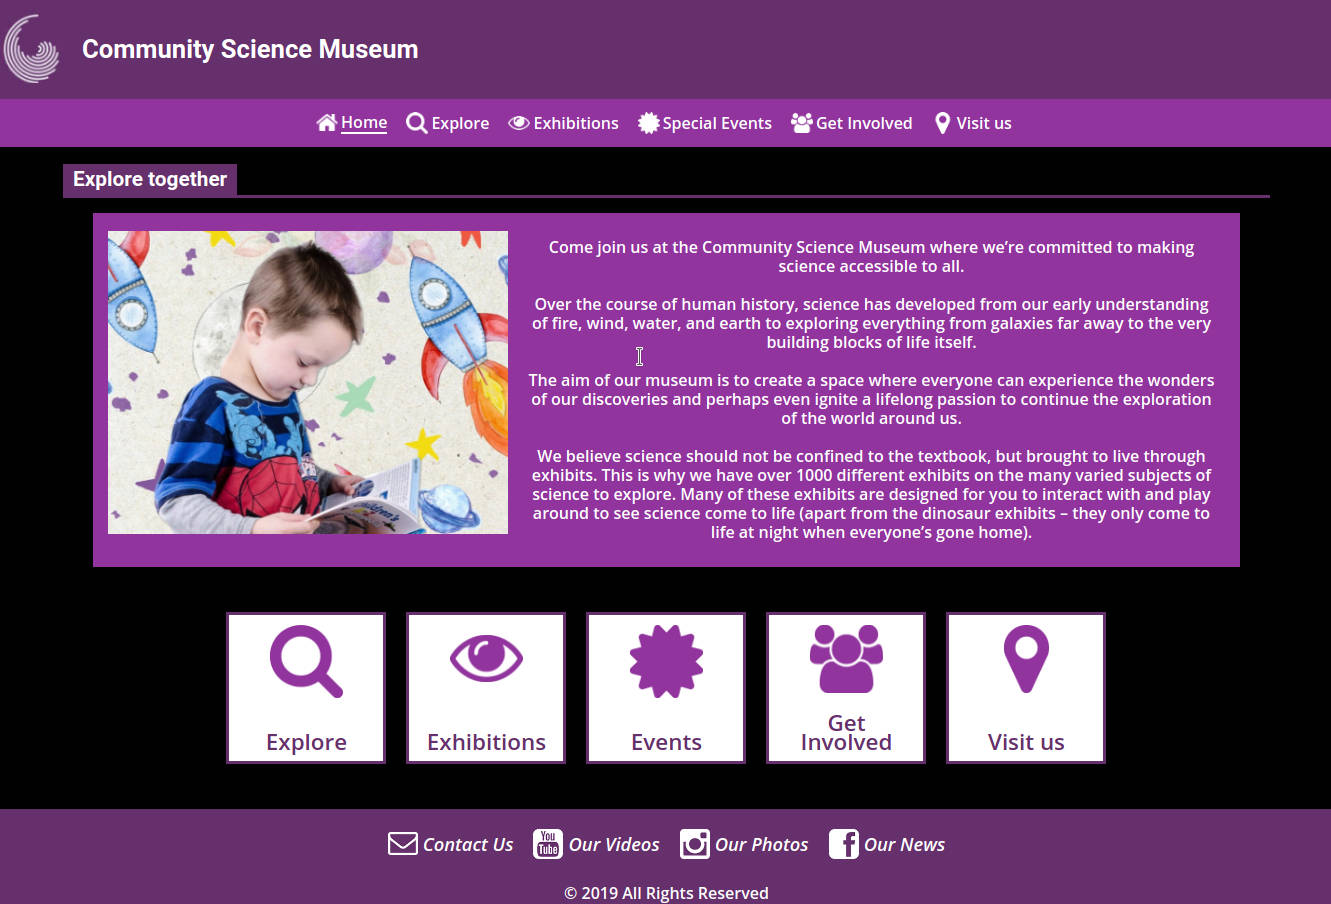 Community Science Museum
Home Explore Exhibitions Special Events Get Involved Visit us
Explore together
Come join us at the Community Science Museum where we’re committed to making
science accessible to all.
Over the course of human history, science has developed from our early understanding
of fire, wind, water, and earth to exploring everything from galaxies far away to the very
building blocks of life itself.
The aim of our museum is to create a space where everyone can experience the wonders
of our discoveries and perhaps even ignite a lifelong passion to continue the exploration
of the world around us.
We believe science should not be confined to the textbook, but brought to live through
exhibits. This is why we have over 1000 different exhibits on the many varied subjects of
science to explore. Many of these exhibits are designed for you to interact with and play
around to see science come to life (apart from the dinosaur exhibits – they only come to
life at night when everyone’s gone home).
Explore
Exhibitions
Events
Get
Involved
Visit us
Contact Us You Tube Our Videos Our Photos Our News
© 2019 All Rights Reserved